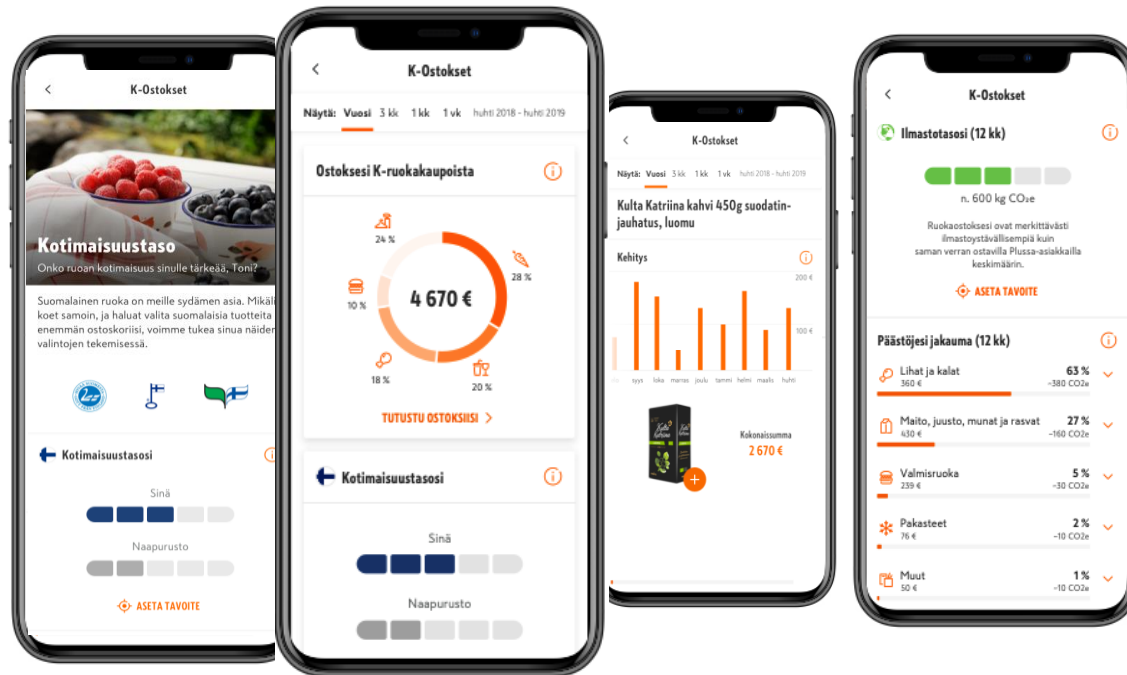 K-Ostokset
Kotimaisuustaso
Onko ruoan kotimaisuus sinulle tärkeää, Toni?
Suomalainen ruoka on meille sydämen asia. Mikäli
koet samoin, ja haluat valita suomalaisia tuotteita
enemmän ostoskoriisi, voimme tukea sinua näiden
valintojen tekemisessä.
Kotimaisuustasosi
Sinä
Naapurusto
ASETA TAVOITE
K-Ostokset
Näytä: Vuosi 3 kk 1 kk 1 vk huhti 2018 - huhti 2019
Ostoksesi K-ruokakaupoista
24 %
28 %
10 %
4 670 €
18 %
20 %
TUTUSTU OSTOKSIISI >
Kotimaisuustasosi
Sinä
Naapurusto
K-Ostokset
Näytä: Vuosi 3 kk 1 kk 1 vk huhti 2018 - huhti 2019
Kulta Katriina kahvi 450g suodatin-
jauhatus, luomu
Kehitys
200 €
100 €
syys loka marras joulu tammi helmi maalis huhti
Kulta
Katriina
Kokonaissumma
2 670 €
K-Ostokset
Ilmastotasosi (12 kk)
n. 600 kg CO₂e
Ruokaostoksesi ovat merkittävästi
ilmastoystävällisempiä kuin
saman verran ostavilla Plussa-asiakkailla
keskimäärin.
ASETA TAVOITE
Päästöjesi jakauma (12 kk)
Lihat ja kalat 63 %
360 € ~380 CO2e
Maito, juusto, munat ja rasvat 27 %
430 € ~160 CO2e
Valmisruoka 5 %
239 € ~30 CO2e
Pakasteet 2 %
76 € ~10 CO2e
Muut 1 %
50 € ~10 CO2e